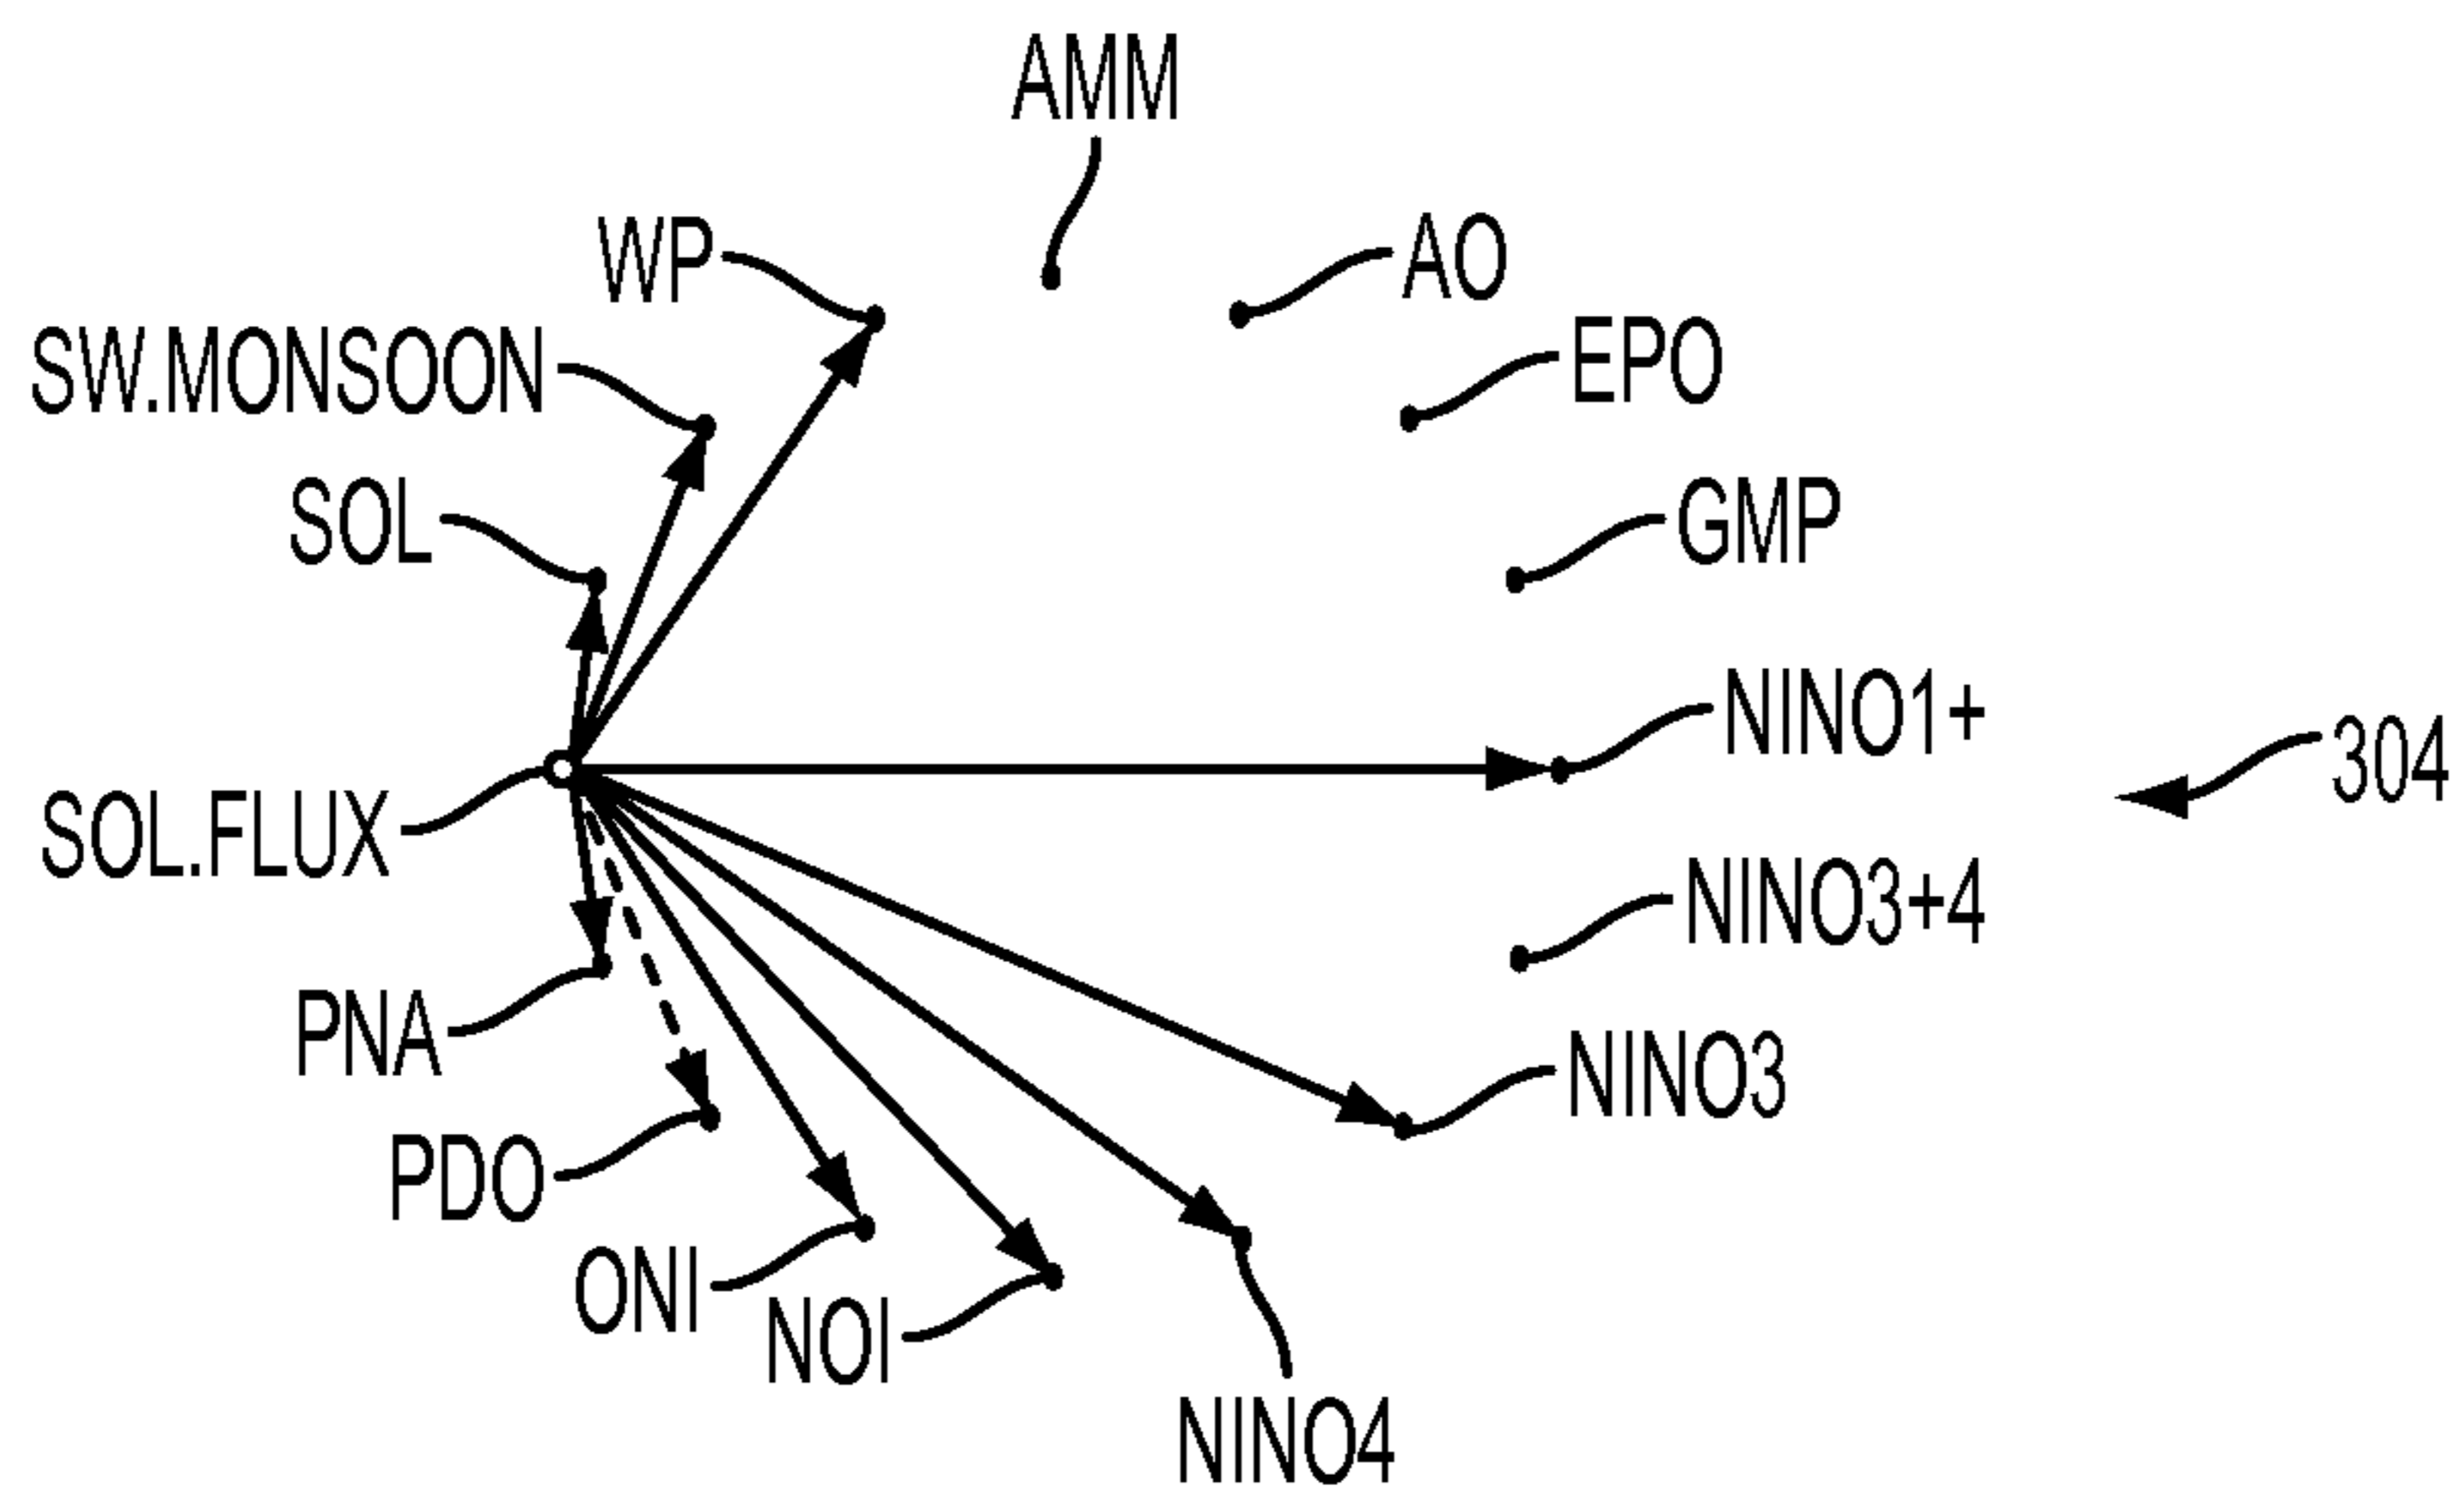 AMM
WP
AO
SW.MONSOON
EPO
SOL
GMP
NINO1+
304
SOL.FLUX
NINO3+4
PNA
NINO3
PDO
ONI
NOI
NINO4